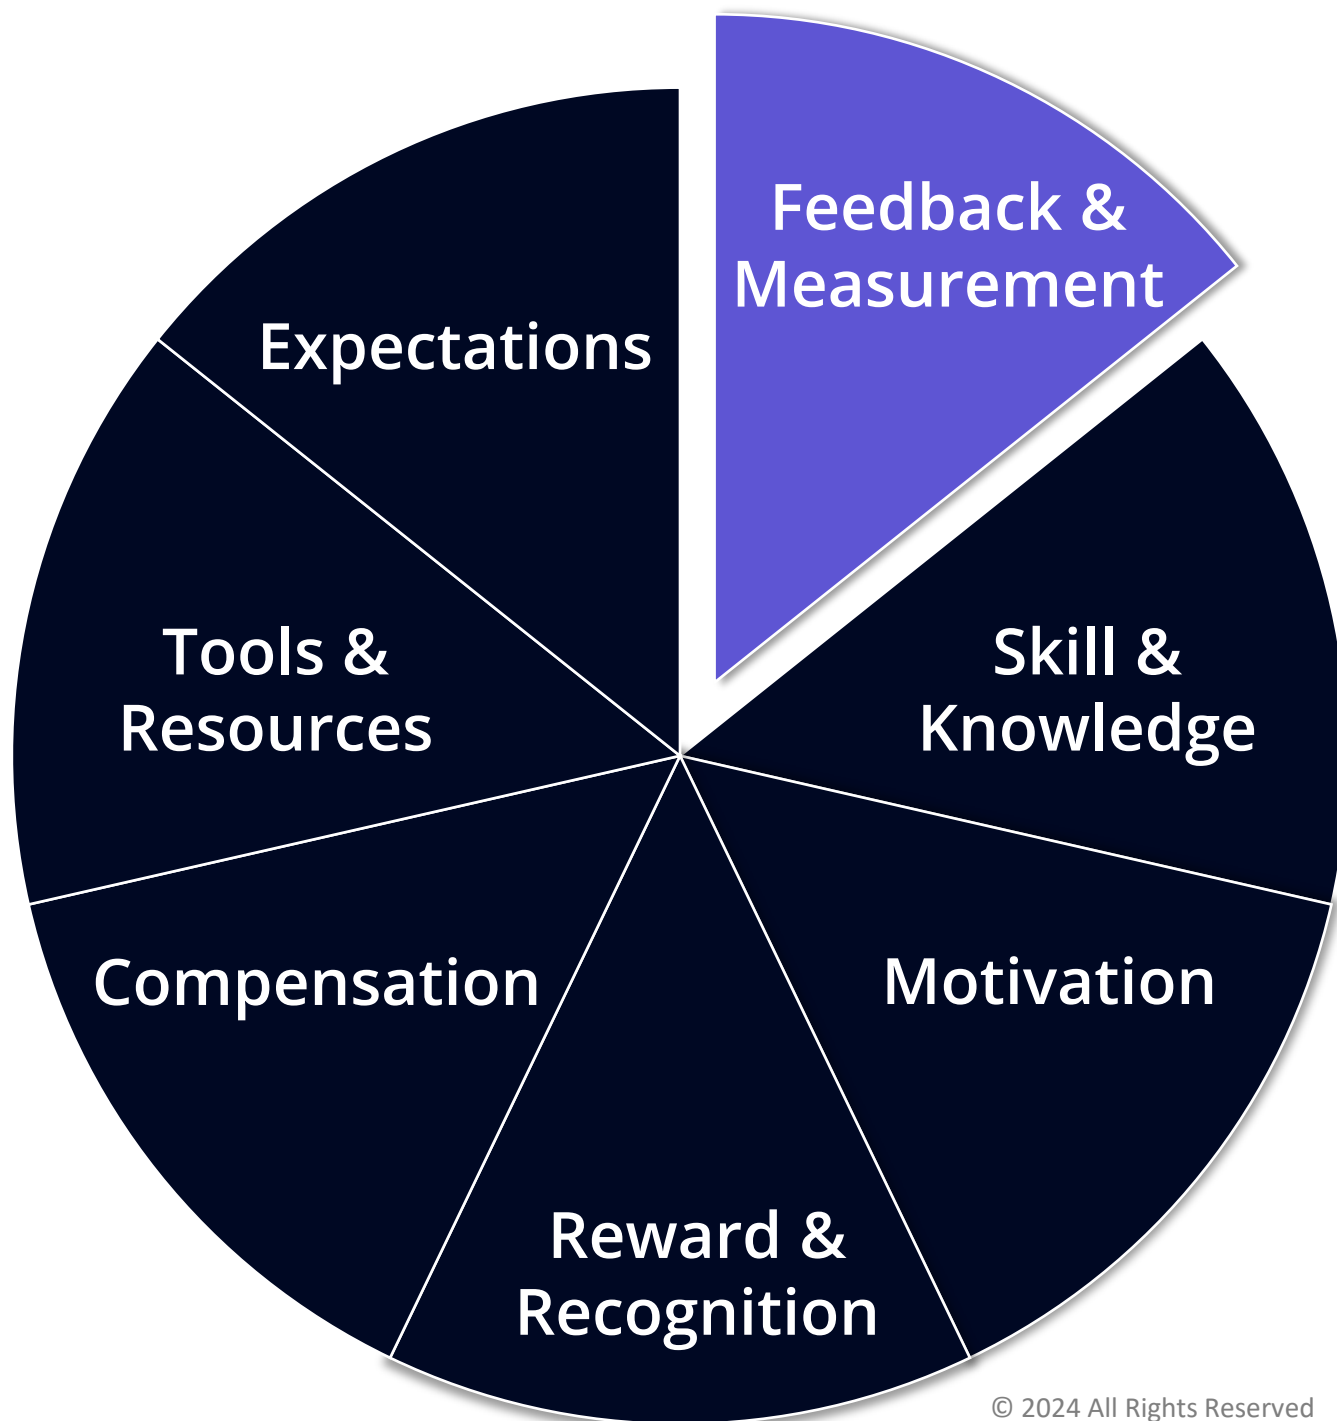 Feedback &
Measurement
Expectations
Tools &
Resources
Skill &
Knowledge
Compensation
Motivation
Reward &
Recognition
© 2024 All Rights Reserved